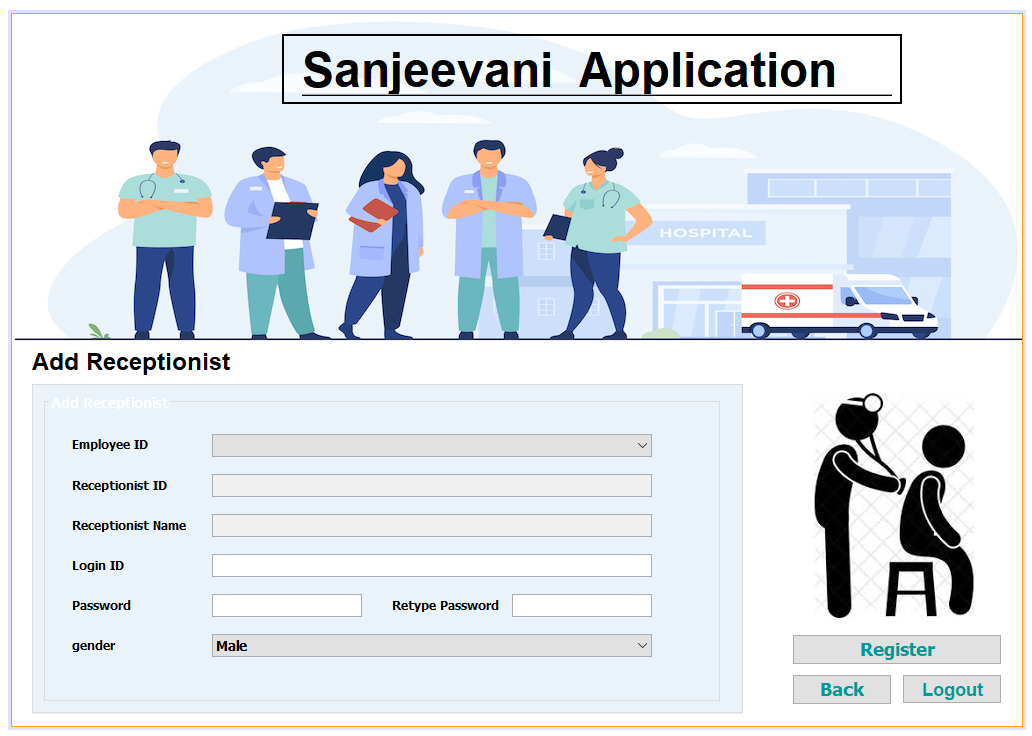 Sanjeevani Application
HOSPITAL
Add Receptionist
Add Receptionist
Employee ID
Receptionist ID
Receptionist Name
Login ID
Password
Retype Password
gender
Male
Register
Back
Logout